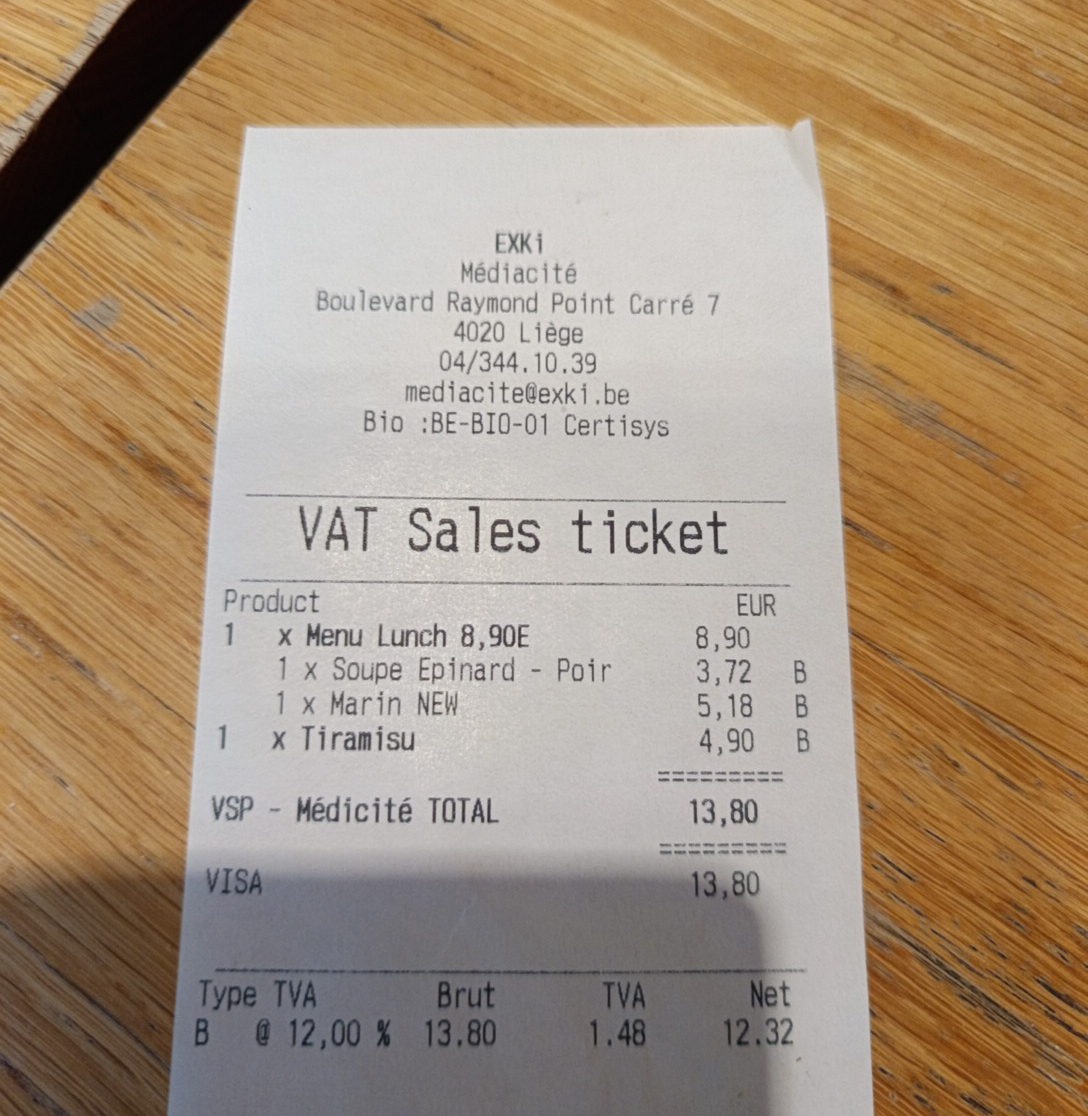 EXKi
Médiacité
Boulevard Raymond Point Carré 7
4020 Liège
04/344.10.39
mediacite@exki.be
Bio :BE-BIO-01 Certisys
VAT Sales ticket
Product EUR
1 x Menu Lunch 8,90E 8,90
1 x Soupe Epinard - Poir 3,72 B
1 x Marin NEW 5,18 B
1 x Tiramisu 4,90 B
=========
VSP - Médicité TOTAL 13,80
=========
VISA 13,80
Type TVA Brut TVA Net
B @ 12,00 % 13.80 1.48 12.32